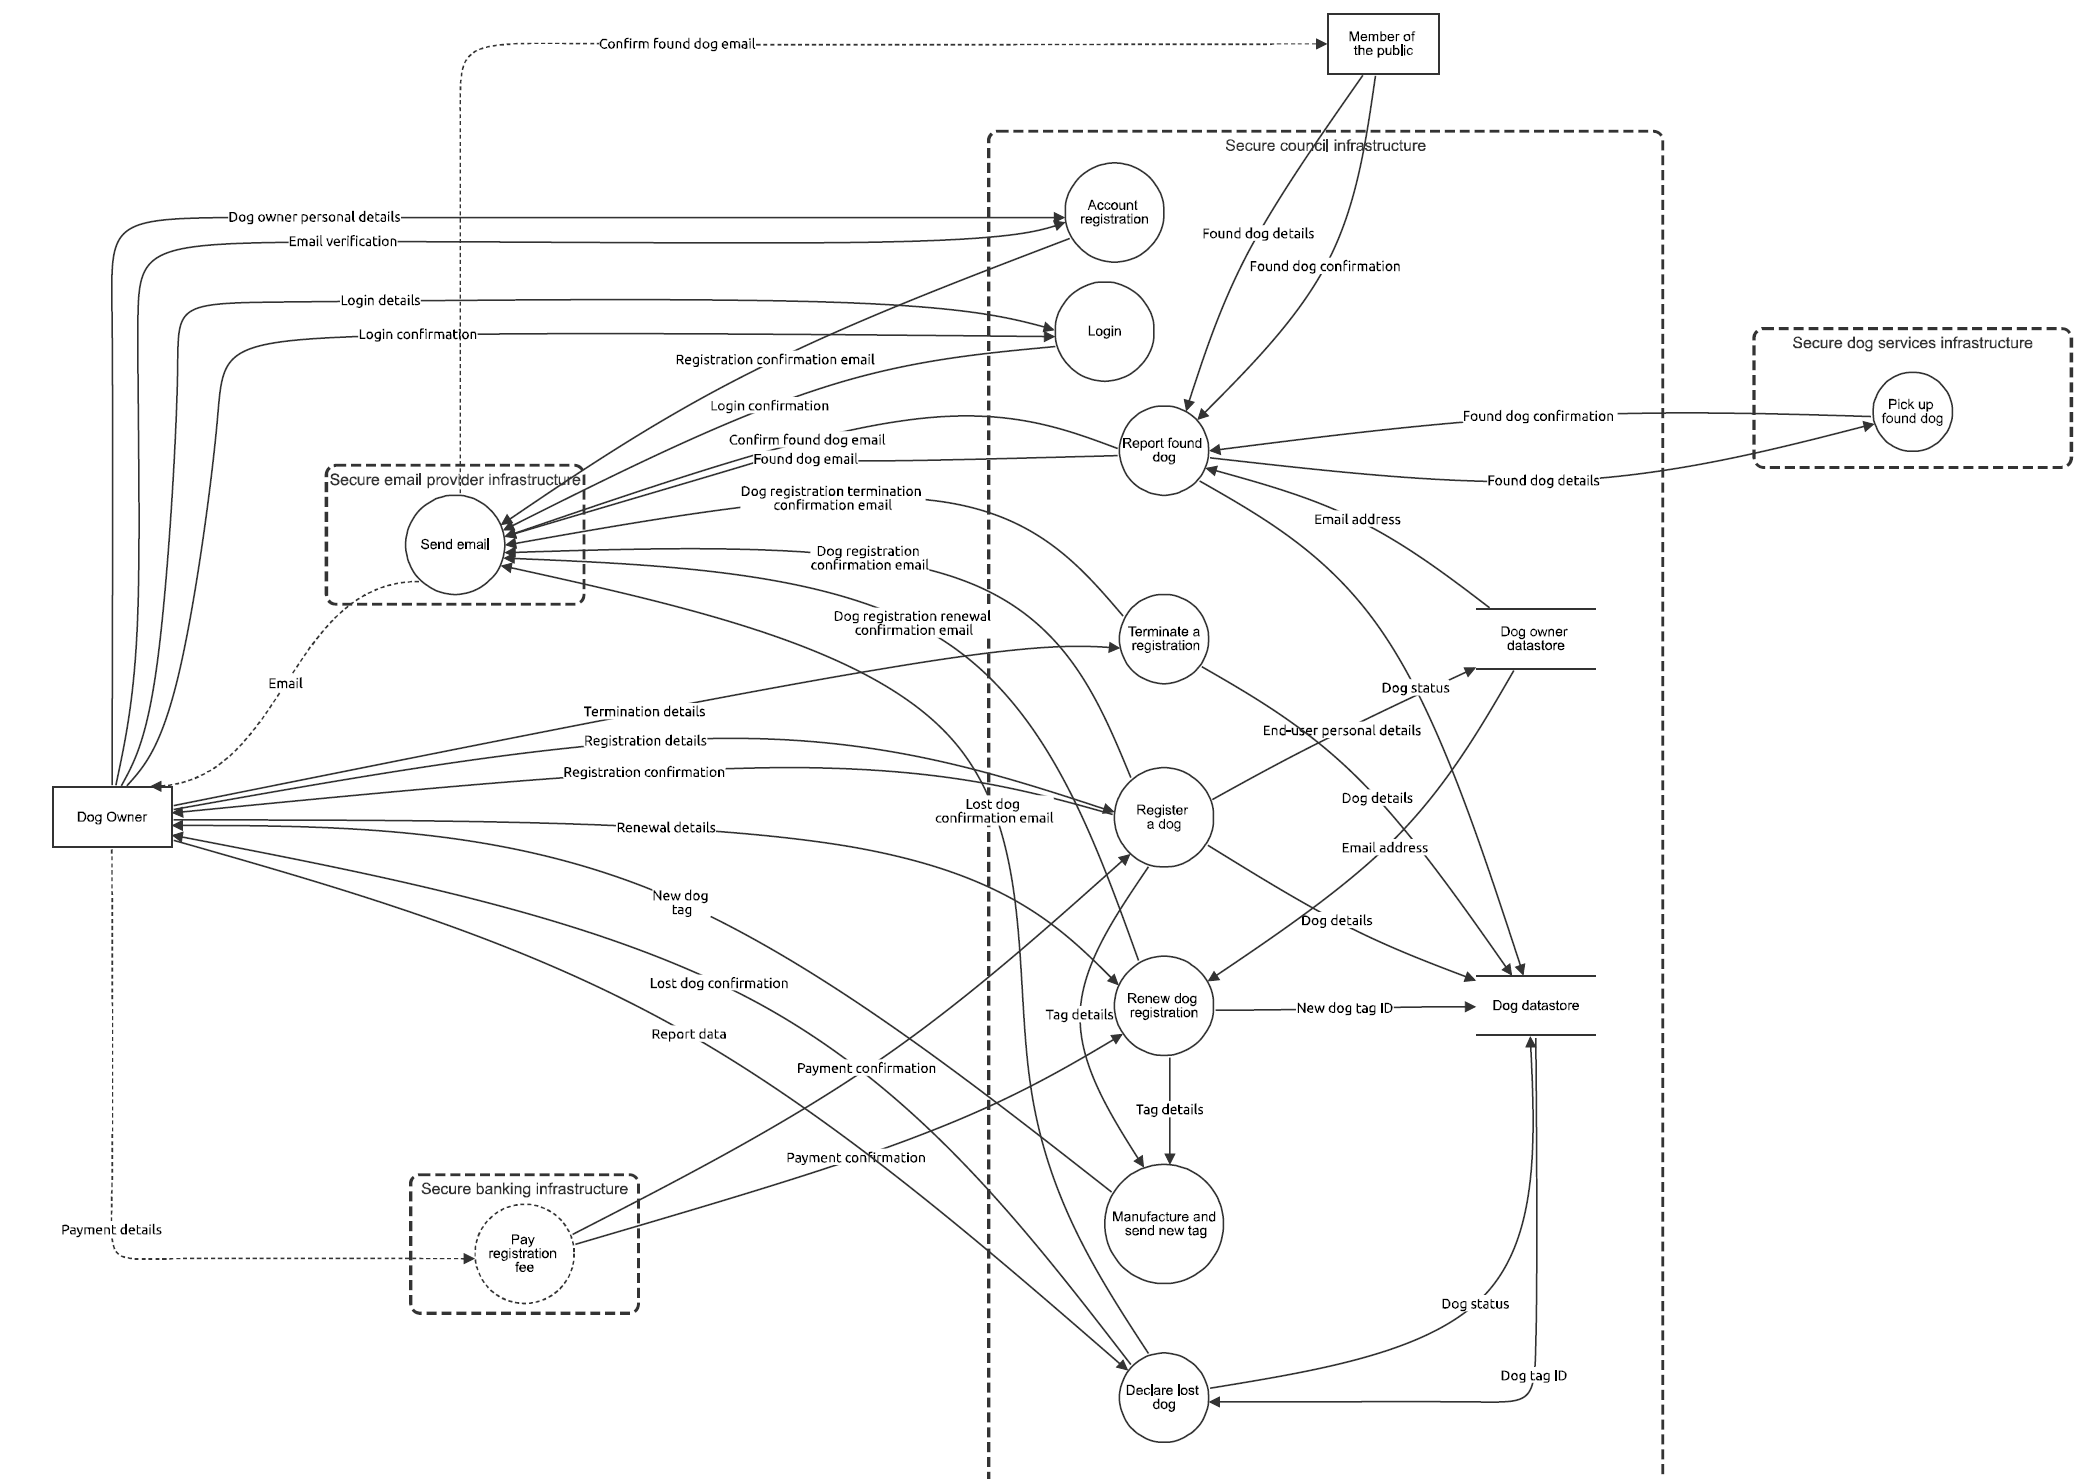 Confirm found dog email
Member of
the public
Secure council infrastructure
Account
registration
Dog owner personal details
Email verification
Found dog details
Found dog confirmation
Login details
Login
Login confirmation
Secure dog services infrastructure
Registration confirmation email
Login confirmation
Pick up
found dog
Found dog confirmation
Confirm found dog email
Report found
dog
Found dog email
Secure email provider infrastructure
Found dog details
Dog registration termination
confirmation email
Email address
Send email
Dog registration
confirmation email
Dog registration renewal
confirmation email
Terminate a
registration
Dog owner
datastore
Email
Dog status
Termination details
End-user personal details
Registration details
Registration confirmation
Dog details
Dog Owner
Lost dog
confirmation email
Register
a dog
Renewal details
Email address
New dog
tag
Dog details
Lost dog confirmation
Renew dog
registration
New dog tag ID
Dog datastore
Tag details
Report data
Payment confirmation
Tag details
Payment confirmation
Secure banking infrastructure
Manufacture and
send new tag
Payment details
Pay
registration
fee
Dog status
Dog tag ID
Declare lost
dog